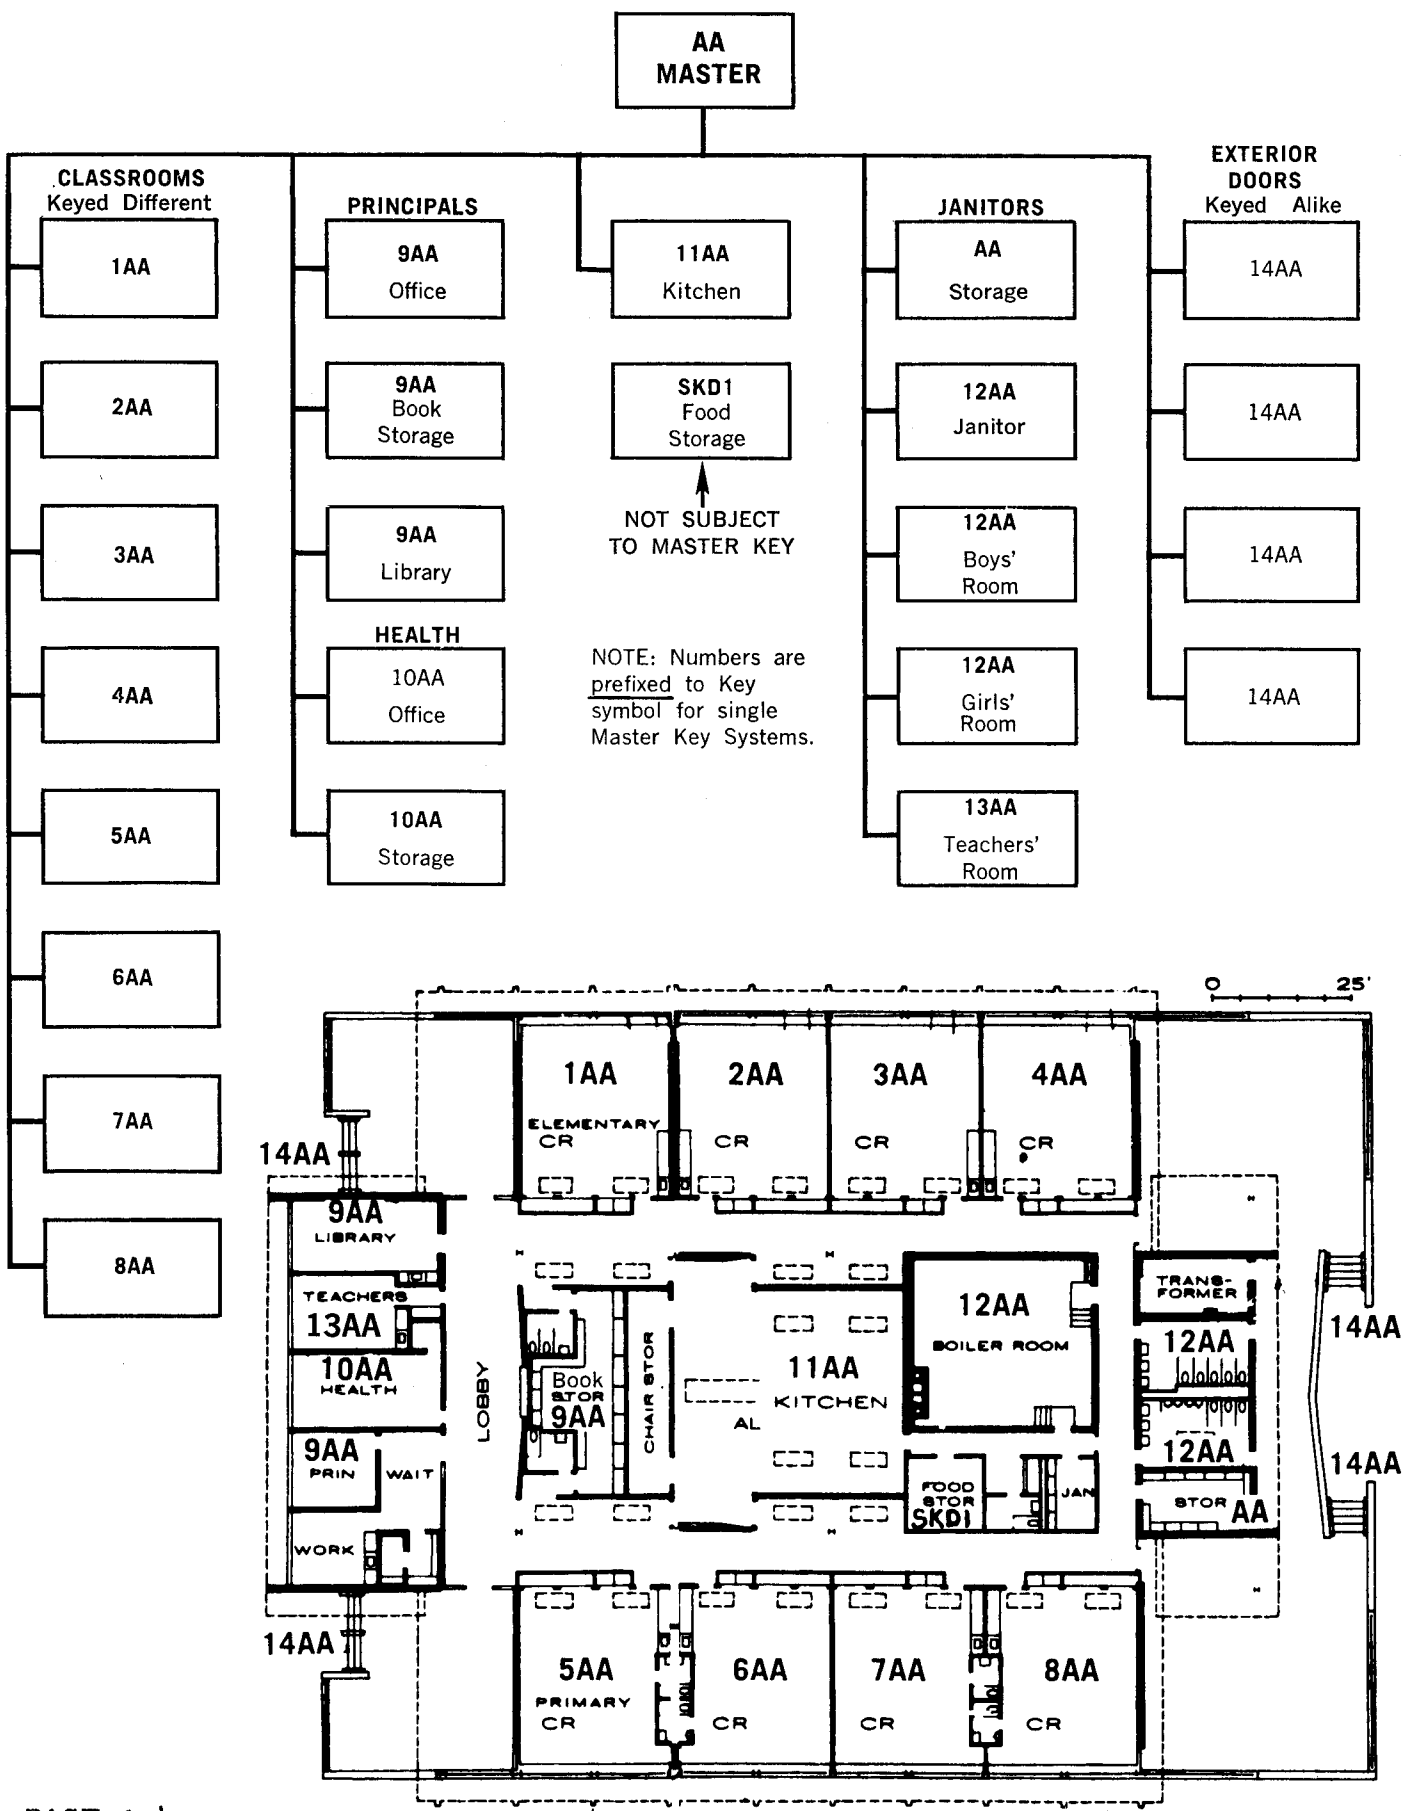 AA
MASTER
CLASSROOMS
Keyed Different
1AA
2AA
3AA
4AA
5AA
6AA
7AA
8AA
PRINCIPALS
9AA
Office
9AA
Book
Storage
9AA
Library
HEALTH
10AA
Office
10AA
Storage
11AA
Kitchen
SKD1
Food
Storage
NOT SUBJECT
TO MASTER KEY
NOTE: Numbers are
prefixed to Key
symbol for single
Master Key Systems.
JANITORS
AA
Storage
12AA
Janitor
12AA
Boys'
Room
12AA
Girls'
Room
13AA
Teachers'
Room
EXTERIOR
DOORS
Keyed Alike
14AA
14AA
14AA
14AA
0 25'
1AA
ELEMENTARY
CR
2AA
CR
3AA
CR
4AA
CR
14AA
9AA
LIBRARY
TEACHERS
13AA
10AA
HEALTH
9AA
PRIN
WAIT
WORK
14AA
LOBBY
Book
STOR
9AA
CHAIR STOR
11AA
KITCHEN
AL
12AA
BOILER ROOM
FOOD
STOR
SKD1
JAN
TRANS-
FORMER
12AA
12AA
STOR
AA
14AA
14AA
5AA
PRIMARY
CR
6AA
CR
7AA
CR
8AA
CR